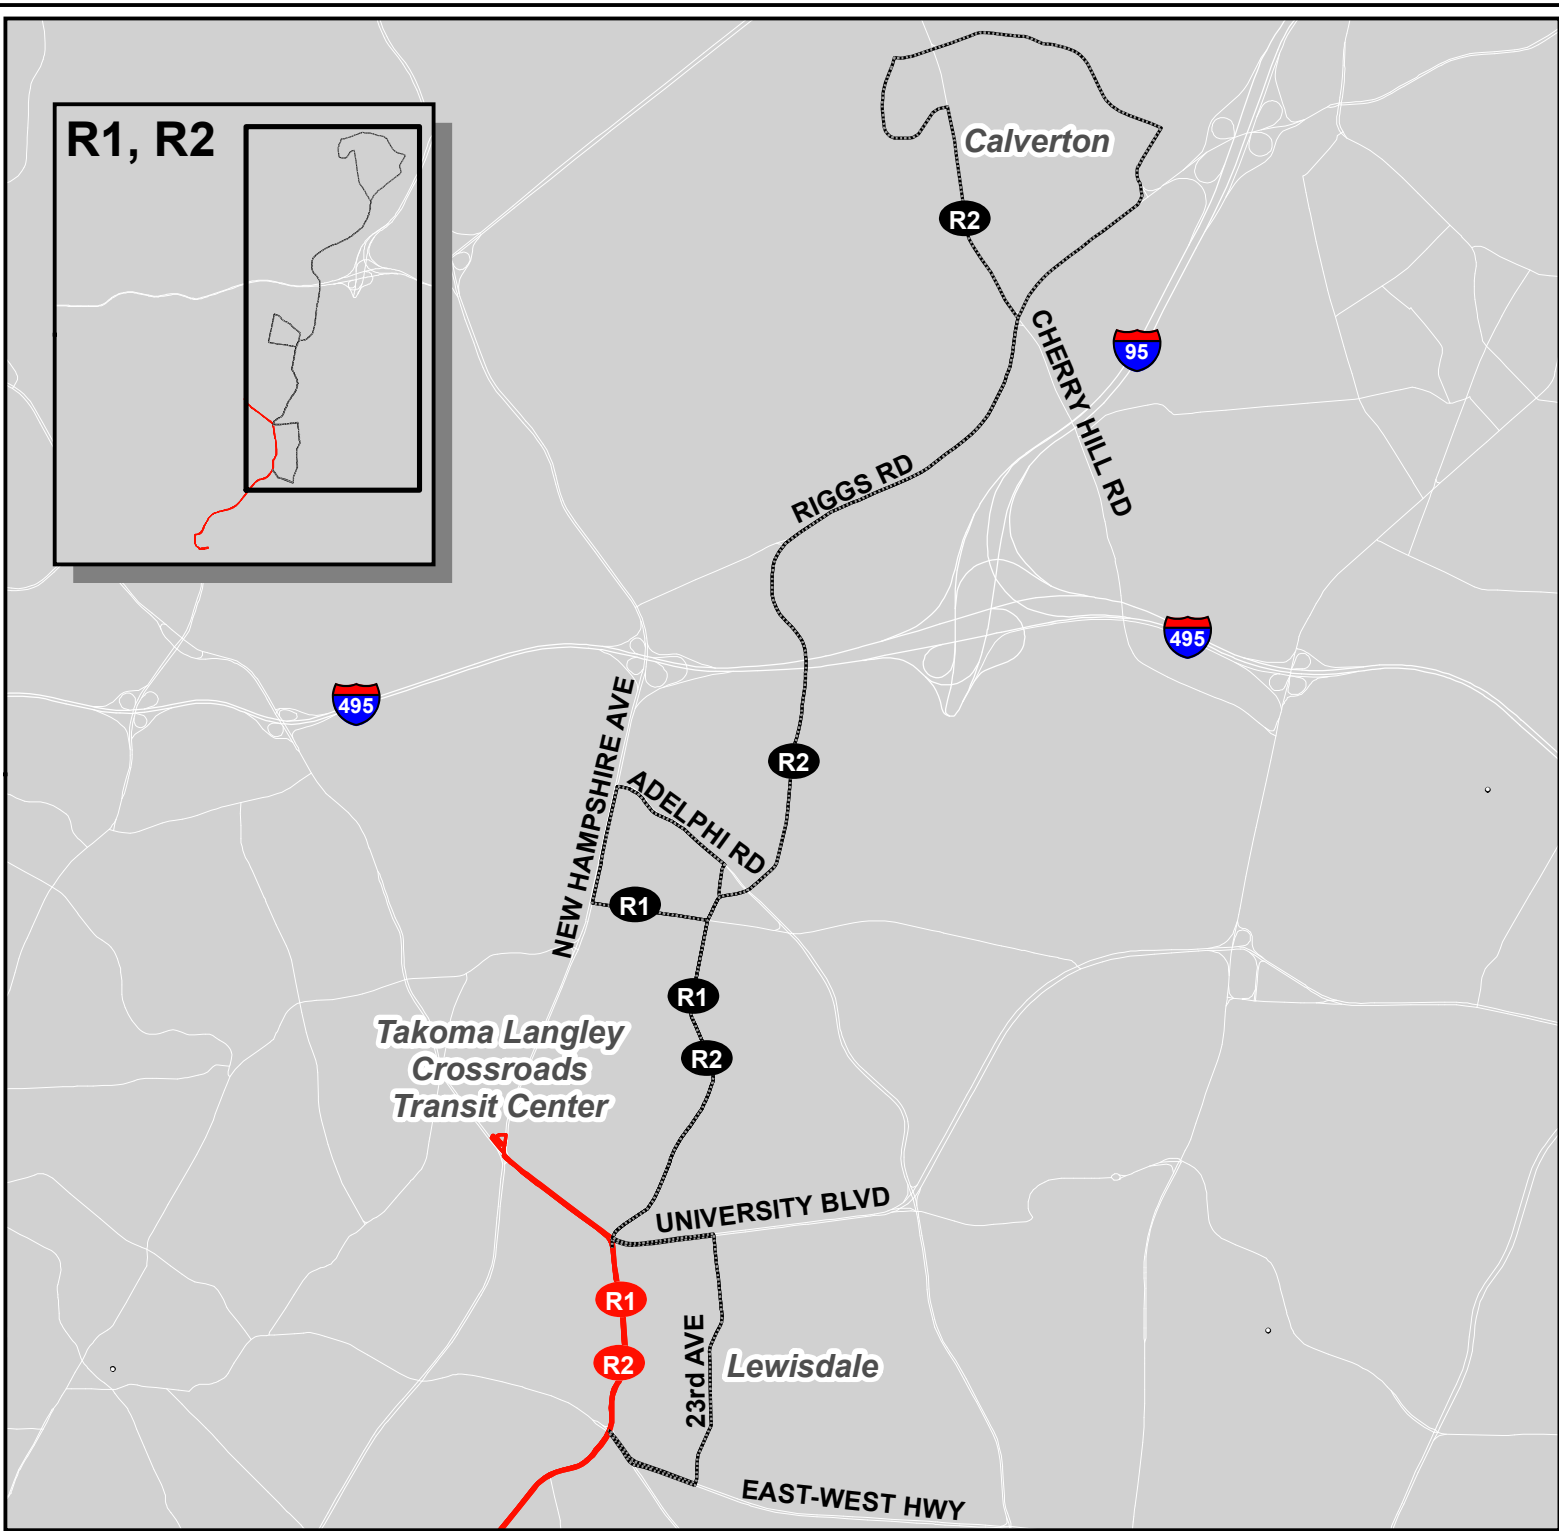 R1, R2
Calverton
R2
CHERRY HILL RD
95
RIGGS RD
495
495
NEW HAMPSHIRE AVE
R2
ADELPHI RD
R1
R1
Takoma Langley
Crossroads
Transit Center
R2
UNIVERSITY BLVD
R1
R2
23rd AVE
Lewisdale
EAST-WEST HWY